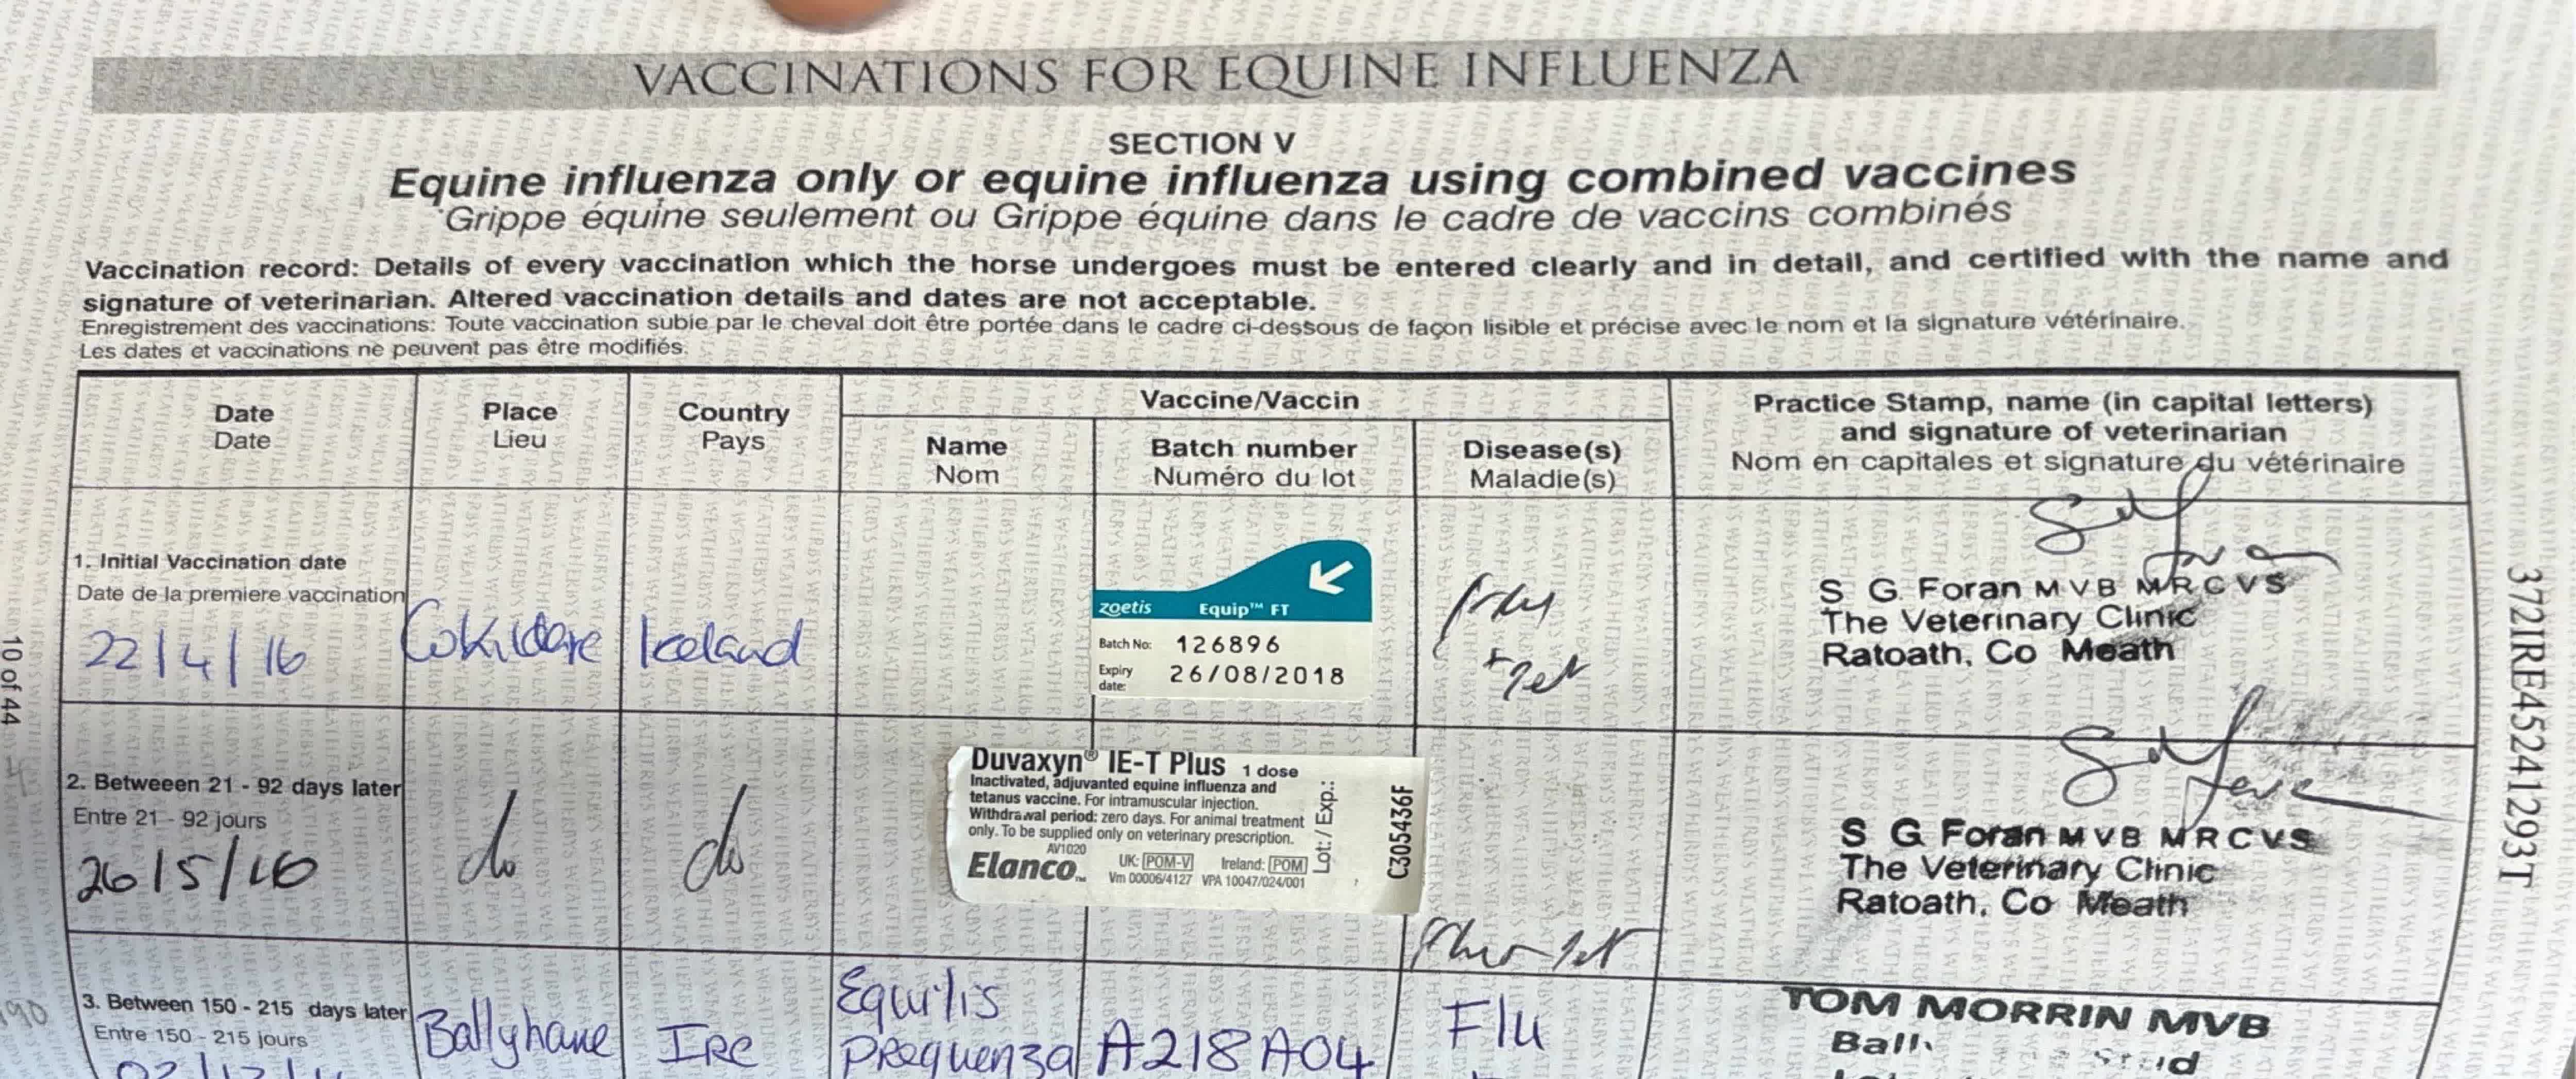 VACCINATIONS FOR EQUINE INFLUENZA
SECTION V
Equine influenza only or equine influenza using combined vaccines
Grippe équine seulement ou Grippe équine dans le cadre de vaccins combinés
Vaccination record: Details of every vaccination which the horse undergoes must be entered clearly and in detail, and certified with the name and
signature of veterinarian. Altered vaccination details and dates are not acceptable.
Enregistrement des vaccinations: Toute vaccination subie par le cheval doit être portée dans le cadre ci-dessous de façon lisible et précise avec le nom et la signature vétérinaire.
Les dates et vaccinations ne peuvent pas être modifiés.
Date
Date
Place
Lieu
Country
Pays
Vaccine/Vaccin
Name
Nom
Batch number
Numéro du lot
Disease(s)
Maladie(s)
Practice Stamp, name (in capital letters)
and signature of veterinarian
Nom en capitales et signature du vétérinaire
1. Initial Vaccination date
Date de la premiere vaccination
22/4/16
Co Kildare
Iceland
zoetis Equip™ FT
Batch No: 126896
Expiry
date: 26/08/2018
+ Tet
S G Foran MVB MRCVS
The Veterinary Clinic
Ratoath, Co Meath
2. Betweeen 21 - 92 days later
Entre 21 - 92 jours
26/5/16
do
do
Duvaxyn® IE-T Plus 1 dose
Inactivated, adjuvanted equine influenza and
tetanus vaccine. For intramuscular injection.
Withdrawal period: zero days. For animal treatment
only. To be supplied only on veterinary prescription.
AV1020
Elanco™ UK: POM-V Ireland: POM
Vm 00006/4127 VPA 10047/024/001
Lot./ Exp.:
C305436F
S G Foran MVB MRCVS
The Veterinary Clinic
Ratoath, Co Meath
3. Between 150 - 215 days later
Entre 150 - 215 jours
Ballyhane
IRE
Equilis
Prequenza
A218A04
Flu
TOM MORRIN MVB
10 of 44
372IRE45241293T